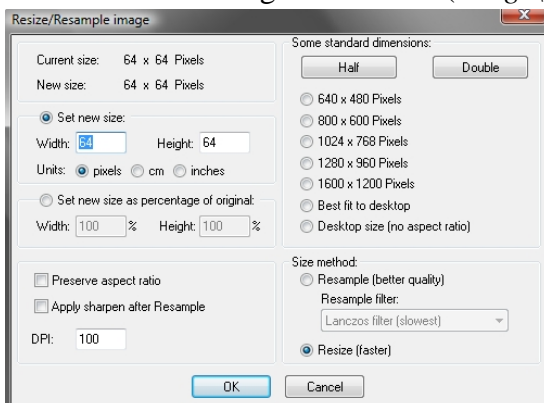 Resize/Resample image
Current size: 64 x 64 Pixels
New size: 64 x 64 Pixels
Set new size:
Width: 64 Height: 64
Units: pixels cm inches
Set new size as percentage of original:
Width: 100 % Height: 100 %
Preserve aspect ratio
Apply sharpen after Resample
DPI: 100
Some standard dimensions:
Half Double
640 x 480 Pixels
800 x 600 Pixels
1024 x 768 Pixels
1280 x 960 Pixels
1600 x 1200 Pixels
Best fit to desktop
Desktop size (no aspect ratio)
Size method:
Resample (better quality)
Resample filter:
Lanczos filter (slowest)
Resize (faster)
OK Cancel